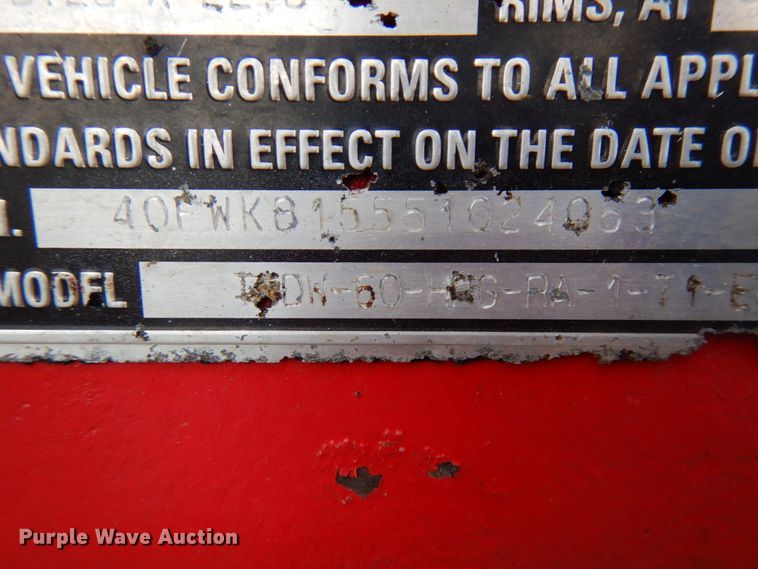 RIMS, AT
VEHICLE CONFORMS TO ALL APPL
NDARDS IN EFFECT ON THE DATE O
40FWK815551024063
MODEL
Purple Wave Auction